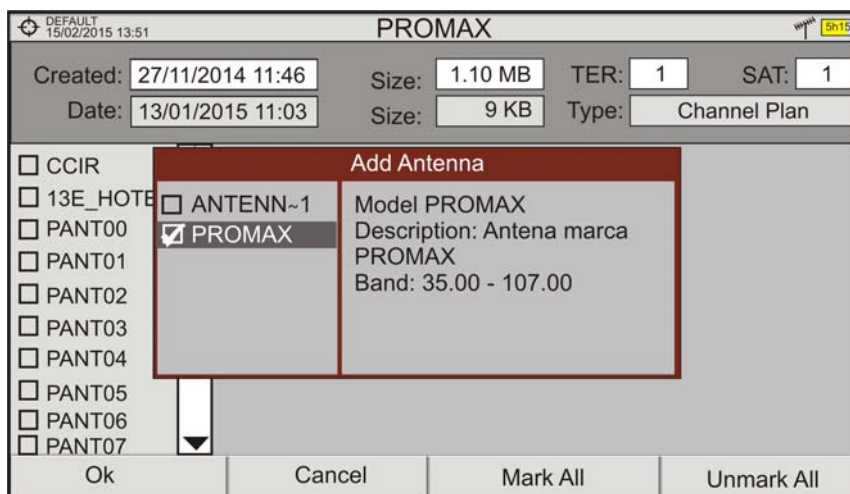 DEFAULT
15/02/2015 13:51
PROMAX
5h15
Created: 27/11/2014 11:46 Size: 1.10 MB TER: 1 SAT: 1
Date: 13/01/2015 11:03 Size: 9 KB Type: Channel Plan
CCIR
13E_HOTE
PANT00
PANT01
PANT02
PANT03
PANT04
PANT05
PANT06
PANT07
Add Antenna
ANTENN~1
PROMAX
Model PROMAX
Description: Antena marca
PROMAX
Band: 35.00 - 107.00
Ok Cancel Mark All Unmark All